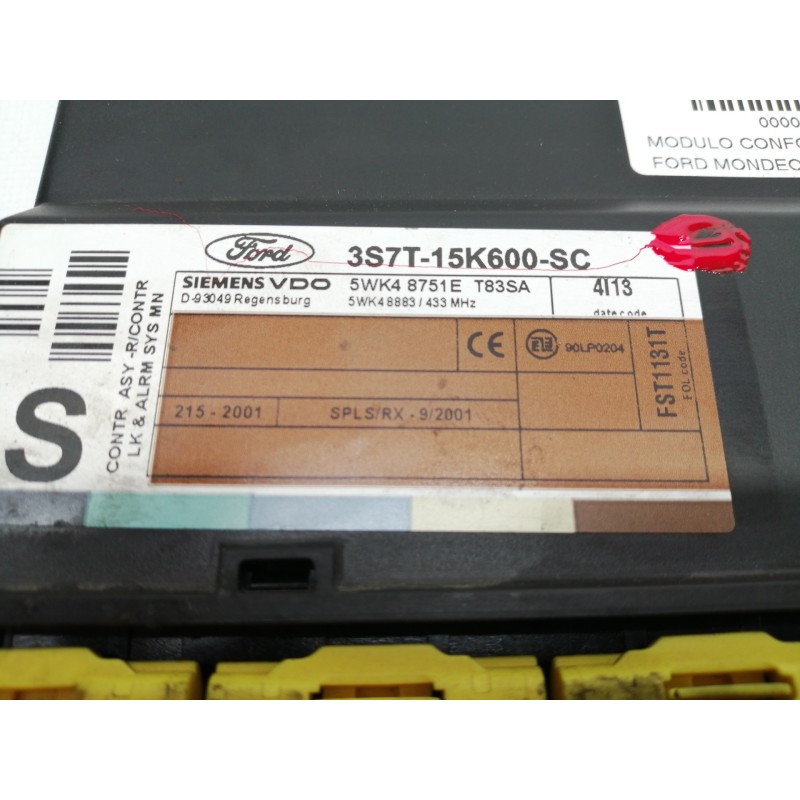 0000
MODULO CONFO
FORD MONDEO
Ford
3S7T-15K600-SC
SIEMENS VDO 5WK4 8751E T83SA 4I13
D-93049 Regensburg 5WK4 8883 / 433 MHz datecode
CE 90LP0204
215 - 2001 SPLS/RX - 9/2001
FST1131T
FOL code
CONTR ASY -R/CONTR
LK & ALRM SYS MN
S